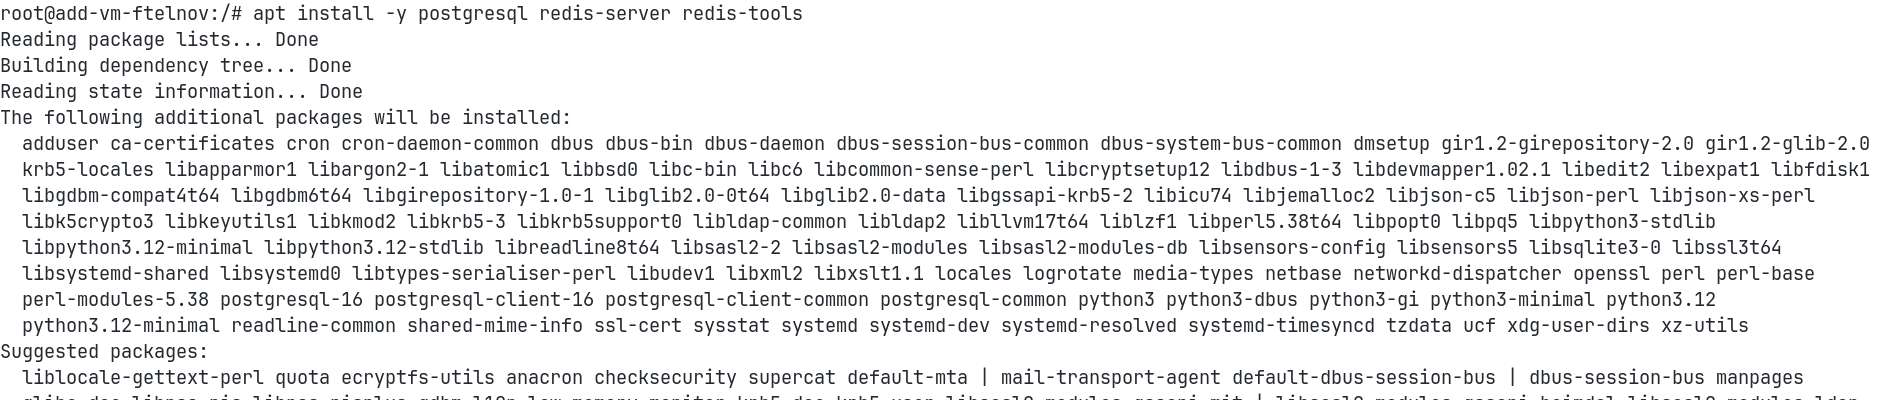 root@add-vm-ftelnov:/# apt install -y postgresql redis-server redis-tools
Reading package lists... Done
Building dependency tree... Done
Reading state information... Done
The following additional packages will be installed:
  adduser ca-certificates cron cron-daemon-common dbus dbus-bin dbus-daemon dbus-session-bus-common dbus-system-bus-common dmsetup gir1.2-girepository-2.0 gir1.2-glib-2.0
  krb5-locales libapparmor1 libargon2-1 libatomic1 libbsd0 libc-bin libc6 libcommon-sense-perl libcryptsetup12 libdbus-1-3 libdevmapper1.02.1 libedit2 libexpat1 libfdisk1
  libgdbm-compat4t64 libgdbm6t64 libgirepository-1.0-1 libglib2.0-0t64 libglib2.0-data libgssapi-krb5-2 libicu74 libjemalloc2 libjson-c5 libjson-perl libjson-xs-perl
  libk5crypto3 libkeyutils1 libkmod2 libkrb5-3 libkrb5support0 libldap-common libldap2 libllvm17t64 liblzf1 libperl5.38t64 libpopt0 libpq5 libpython3-stdlib
  libpython3.12-minimal libpython3.12-stdlib libreadline8t64 libsasl2-2 libsasl2-modules libsasl2-modules-db libsensors-config libsensors5 libsqlite3-0 libssl3t64
  libsystemd-shared libsystemd0 libtypes-serialiser-perl libudev1 libxml2 libxslt1.1 locales logrotate media-types netbase networkd-dispatcher openssl perl perl-base
  perl-modules-5.38 postgresql-16 postgresql-client-16 postgresql-client-common postgresql-common python3 python3-dbus python3-gi python3-minimal python3.12
  python3.12-minimal readline-common shared-mime-info ssl-cert sysstat systemd systemd-dev systemd-resolved systemd-timesyncd tzdata ucf xdg-user-dirs xz-utils
Suggested packages:
  liblocale-gettext-perl quota ecryptfs-utils anacron checksecurity supercat default-mta | mail-transport-agent default-dbus-session-bus | dbus-session-bus manpages